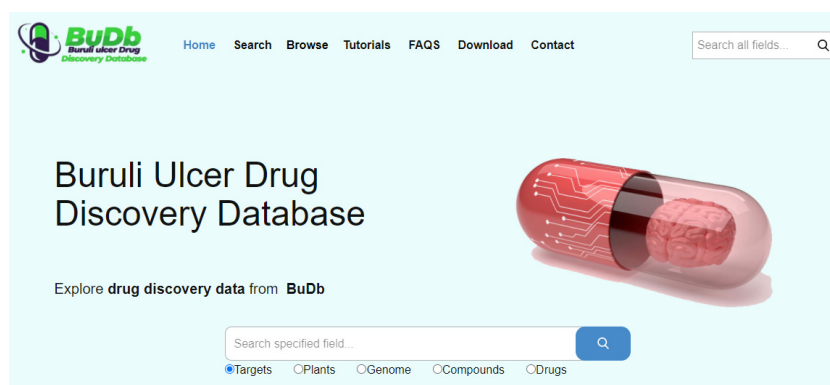 BuDb
Buruli ulcer Drug
Discovery Database
Home Search Browse Tutorials FAQS Download Contact
Search all fields...
Buruli Ulcer Drug
Discovery Database
Explore drug discovery data from BuDb
Search specified field...
Targets Plants Genome Compounds Drugs